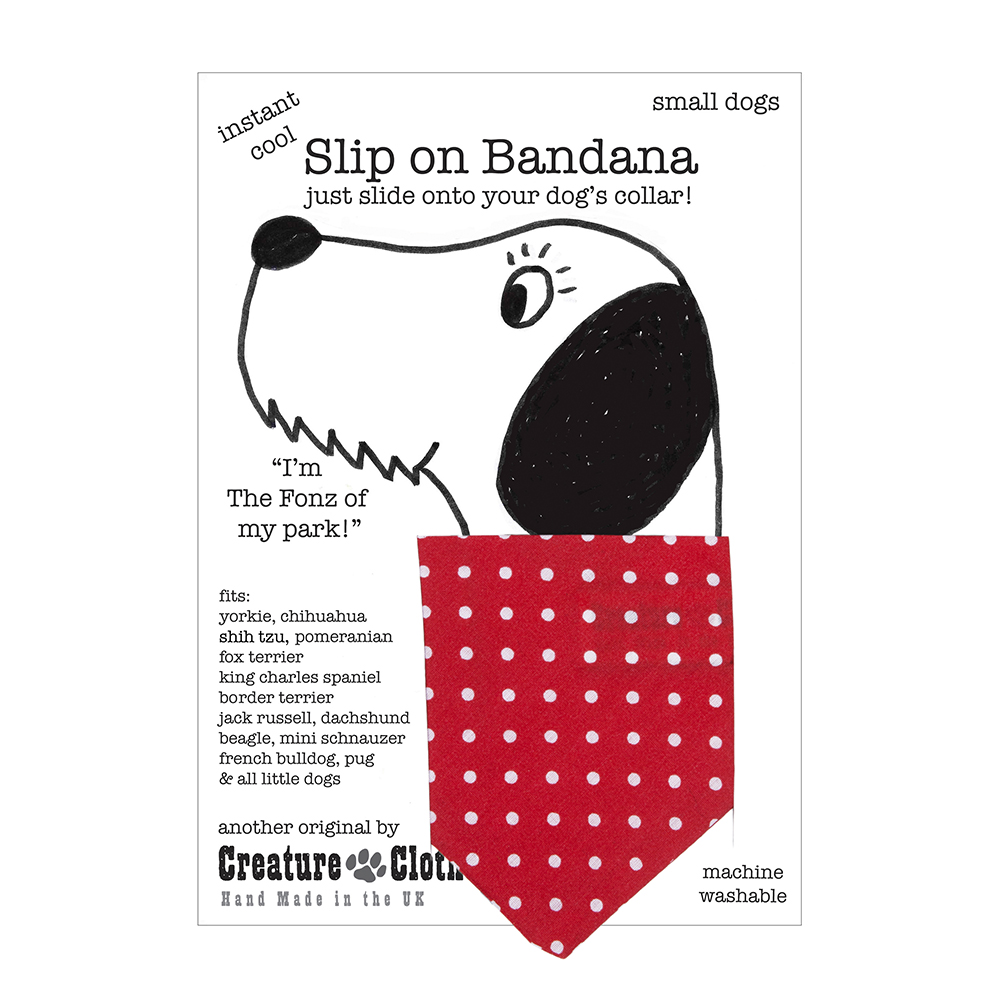 instant
cool
small dogs
Slip on Bandana
just slide onto your dog's collar!
"I'm
The Fonz of
my park!"
fits:
yorkie, chihuahua
shih tzu, pomeranian
fox terrier
king charles spaniel
border terrier
jack russell, dachshund
beagle, mini schnauzer
french bulldog, pug
& all little dogs
another original by
Creature Cloth
Hand Made in the UK
machine
washable